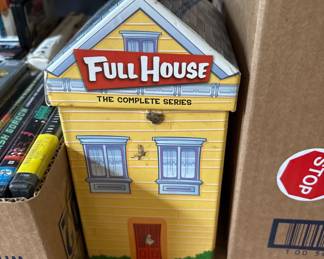 FULL HOUSE
THE COMPLETE SERIES
STOP